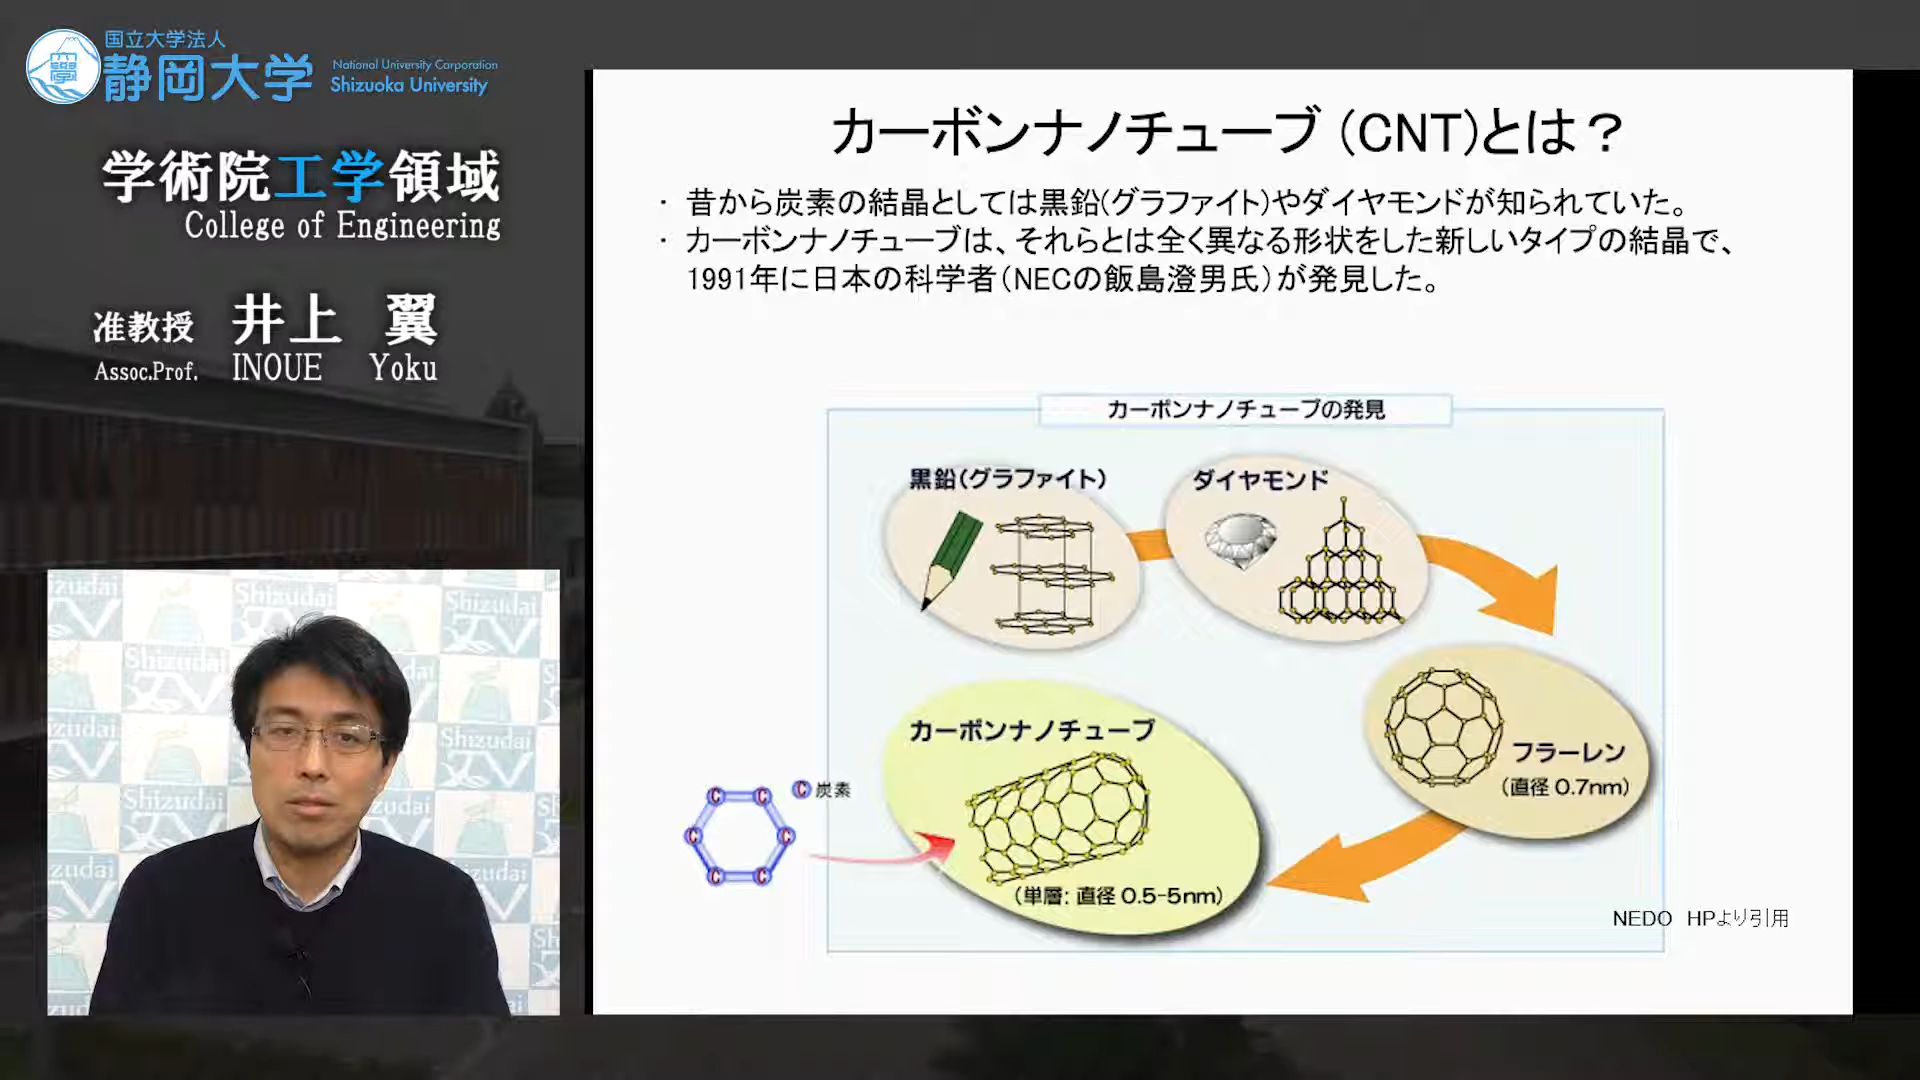 国立大学法人
静岡大学
National University Corporation
Shizuoka University
学術院工学領域
College of Engineering
准教授 井上 翼
Assoc.Prof. INOUE Yoku
Shizudai
TV
カーボンナノチューブ (CNT)とは？
・ 昔から炭素の結晶としては黒鉛(グラファイト)やダイヤモンドが知られていた。
・ カーボンナノチューブは、それらとは全く異なる形状をした新しいタイプの結晶で、
1991年に日本の科学者（NECの飯島澄男氏）が発見した。
カーボンナノチューブの発見
黒鉛（グラファイト）
ダイヤモンド
フラーレン
（直径 0.7nm）
カーボンナノチューブ
（単層: 直径 0.5-5nm）
C 炭素
C C
C C
C C
NEDO HPより引用